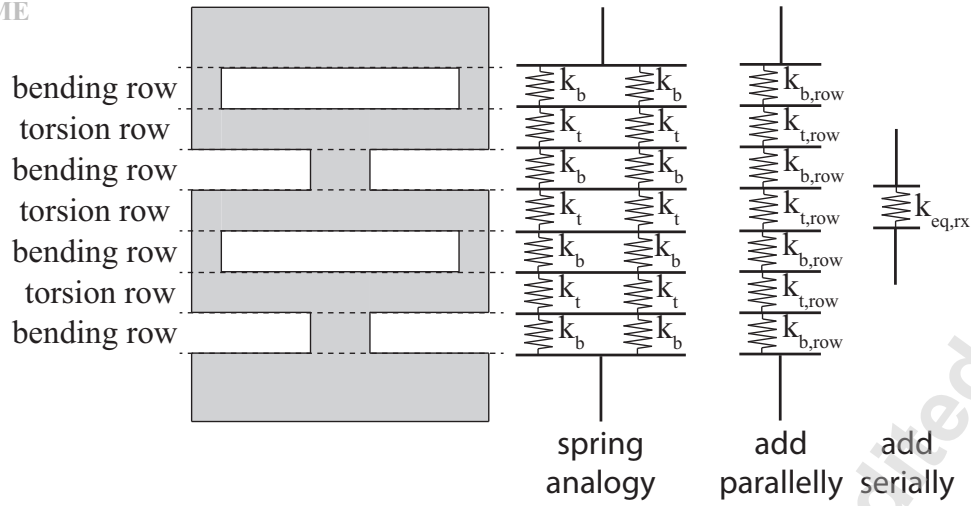 ME
bending row
torsion row
bending row
torsion row
bending row
torsion row
bending row
k_b k_b
k_t k_t
k_b k_b
k_t k_t
k_b k_b
k_t k_t
k_b k_b
k_b,row
k_t,row
k_b,row
k_t,row
k_b,row
k_t,row
k_b,row
k_eq,rx
spring
analogy
add
parallelly
add
serially
dited